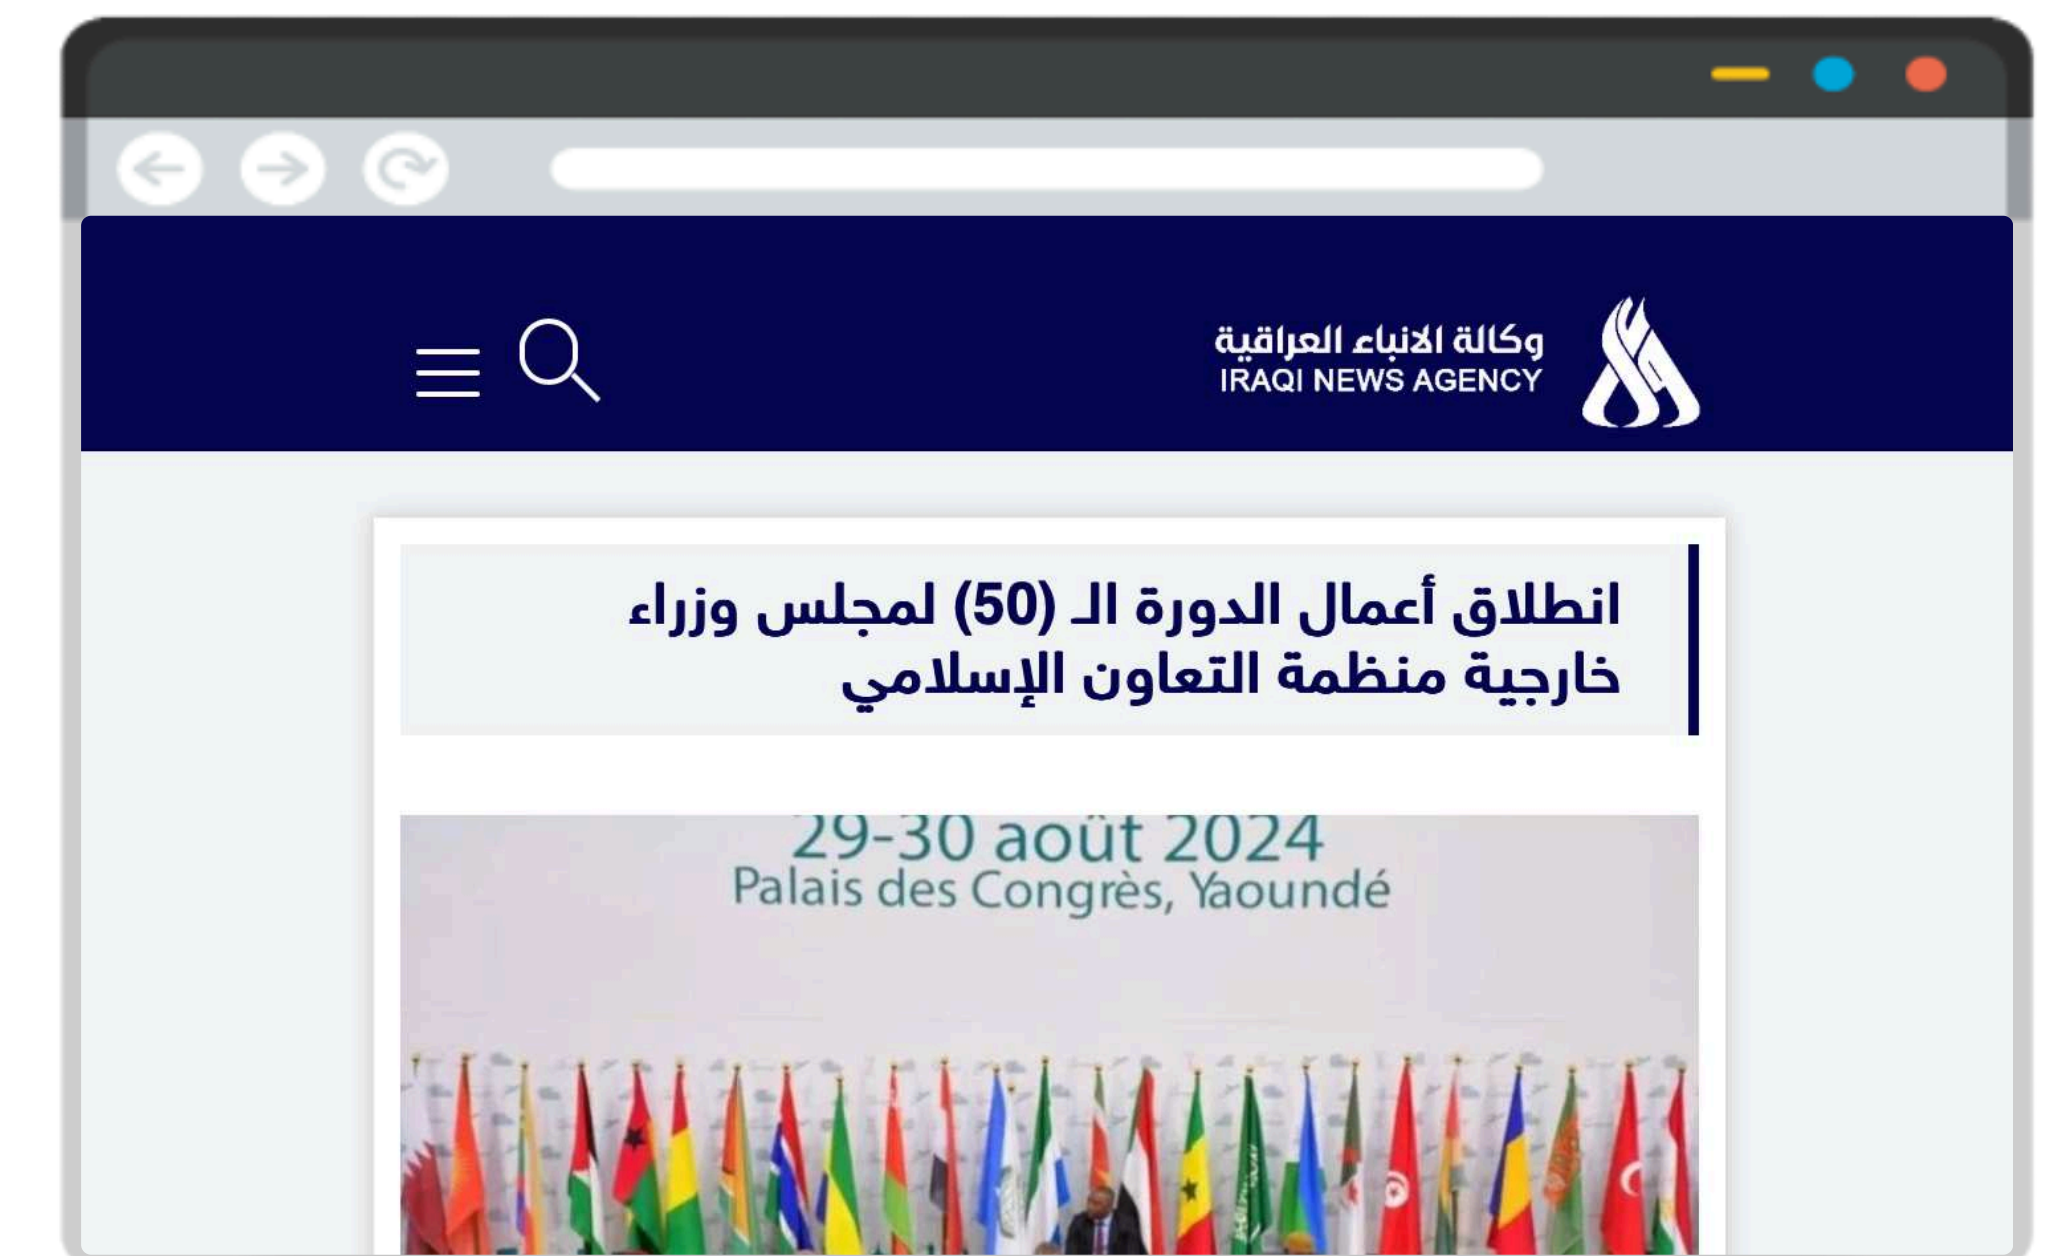 وكالة الانباء العراقية
IRAQI NEWS AGENCY
انطلاق أعمال الدورة الـ (50) لمجلس وزراء
خارجية منظمة التعاون الإسلامي
29-30 août 2024
Palais des Congrès, Yaoundé